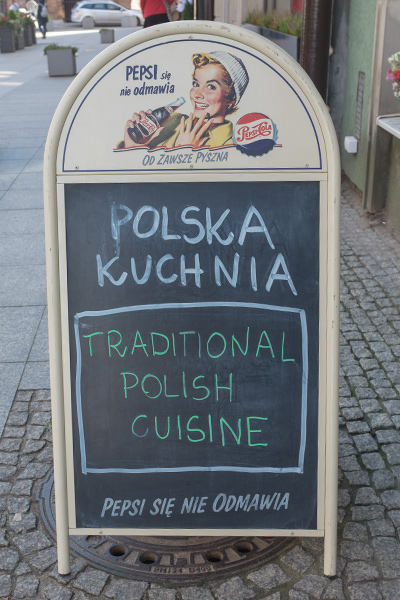 PEPSI się
nie odmawia
PEPSI-COLA
OD ZAWSZE PYSZNA
POLSKA
KUCHNIA
TRADITIONAL
POLISH
CUISINE
PEPSI SIĘ NIE ODMAWIA